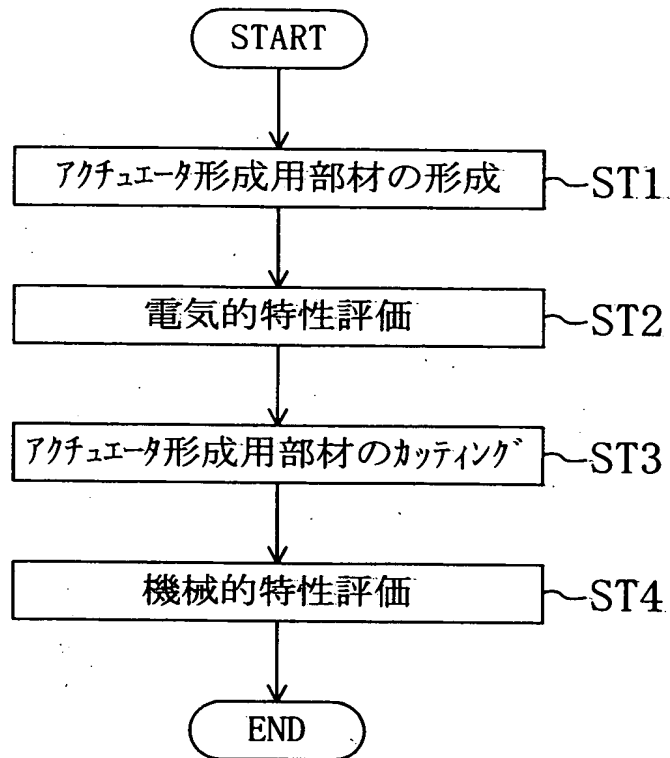 START
アクチュエータ形成用部材の形成 ST1
電気的特性評価 ST2
アクチュエータ形成用部材のカッティング ST3
機械的特性評価 ST4
END